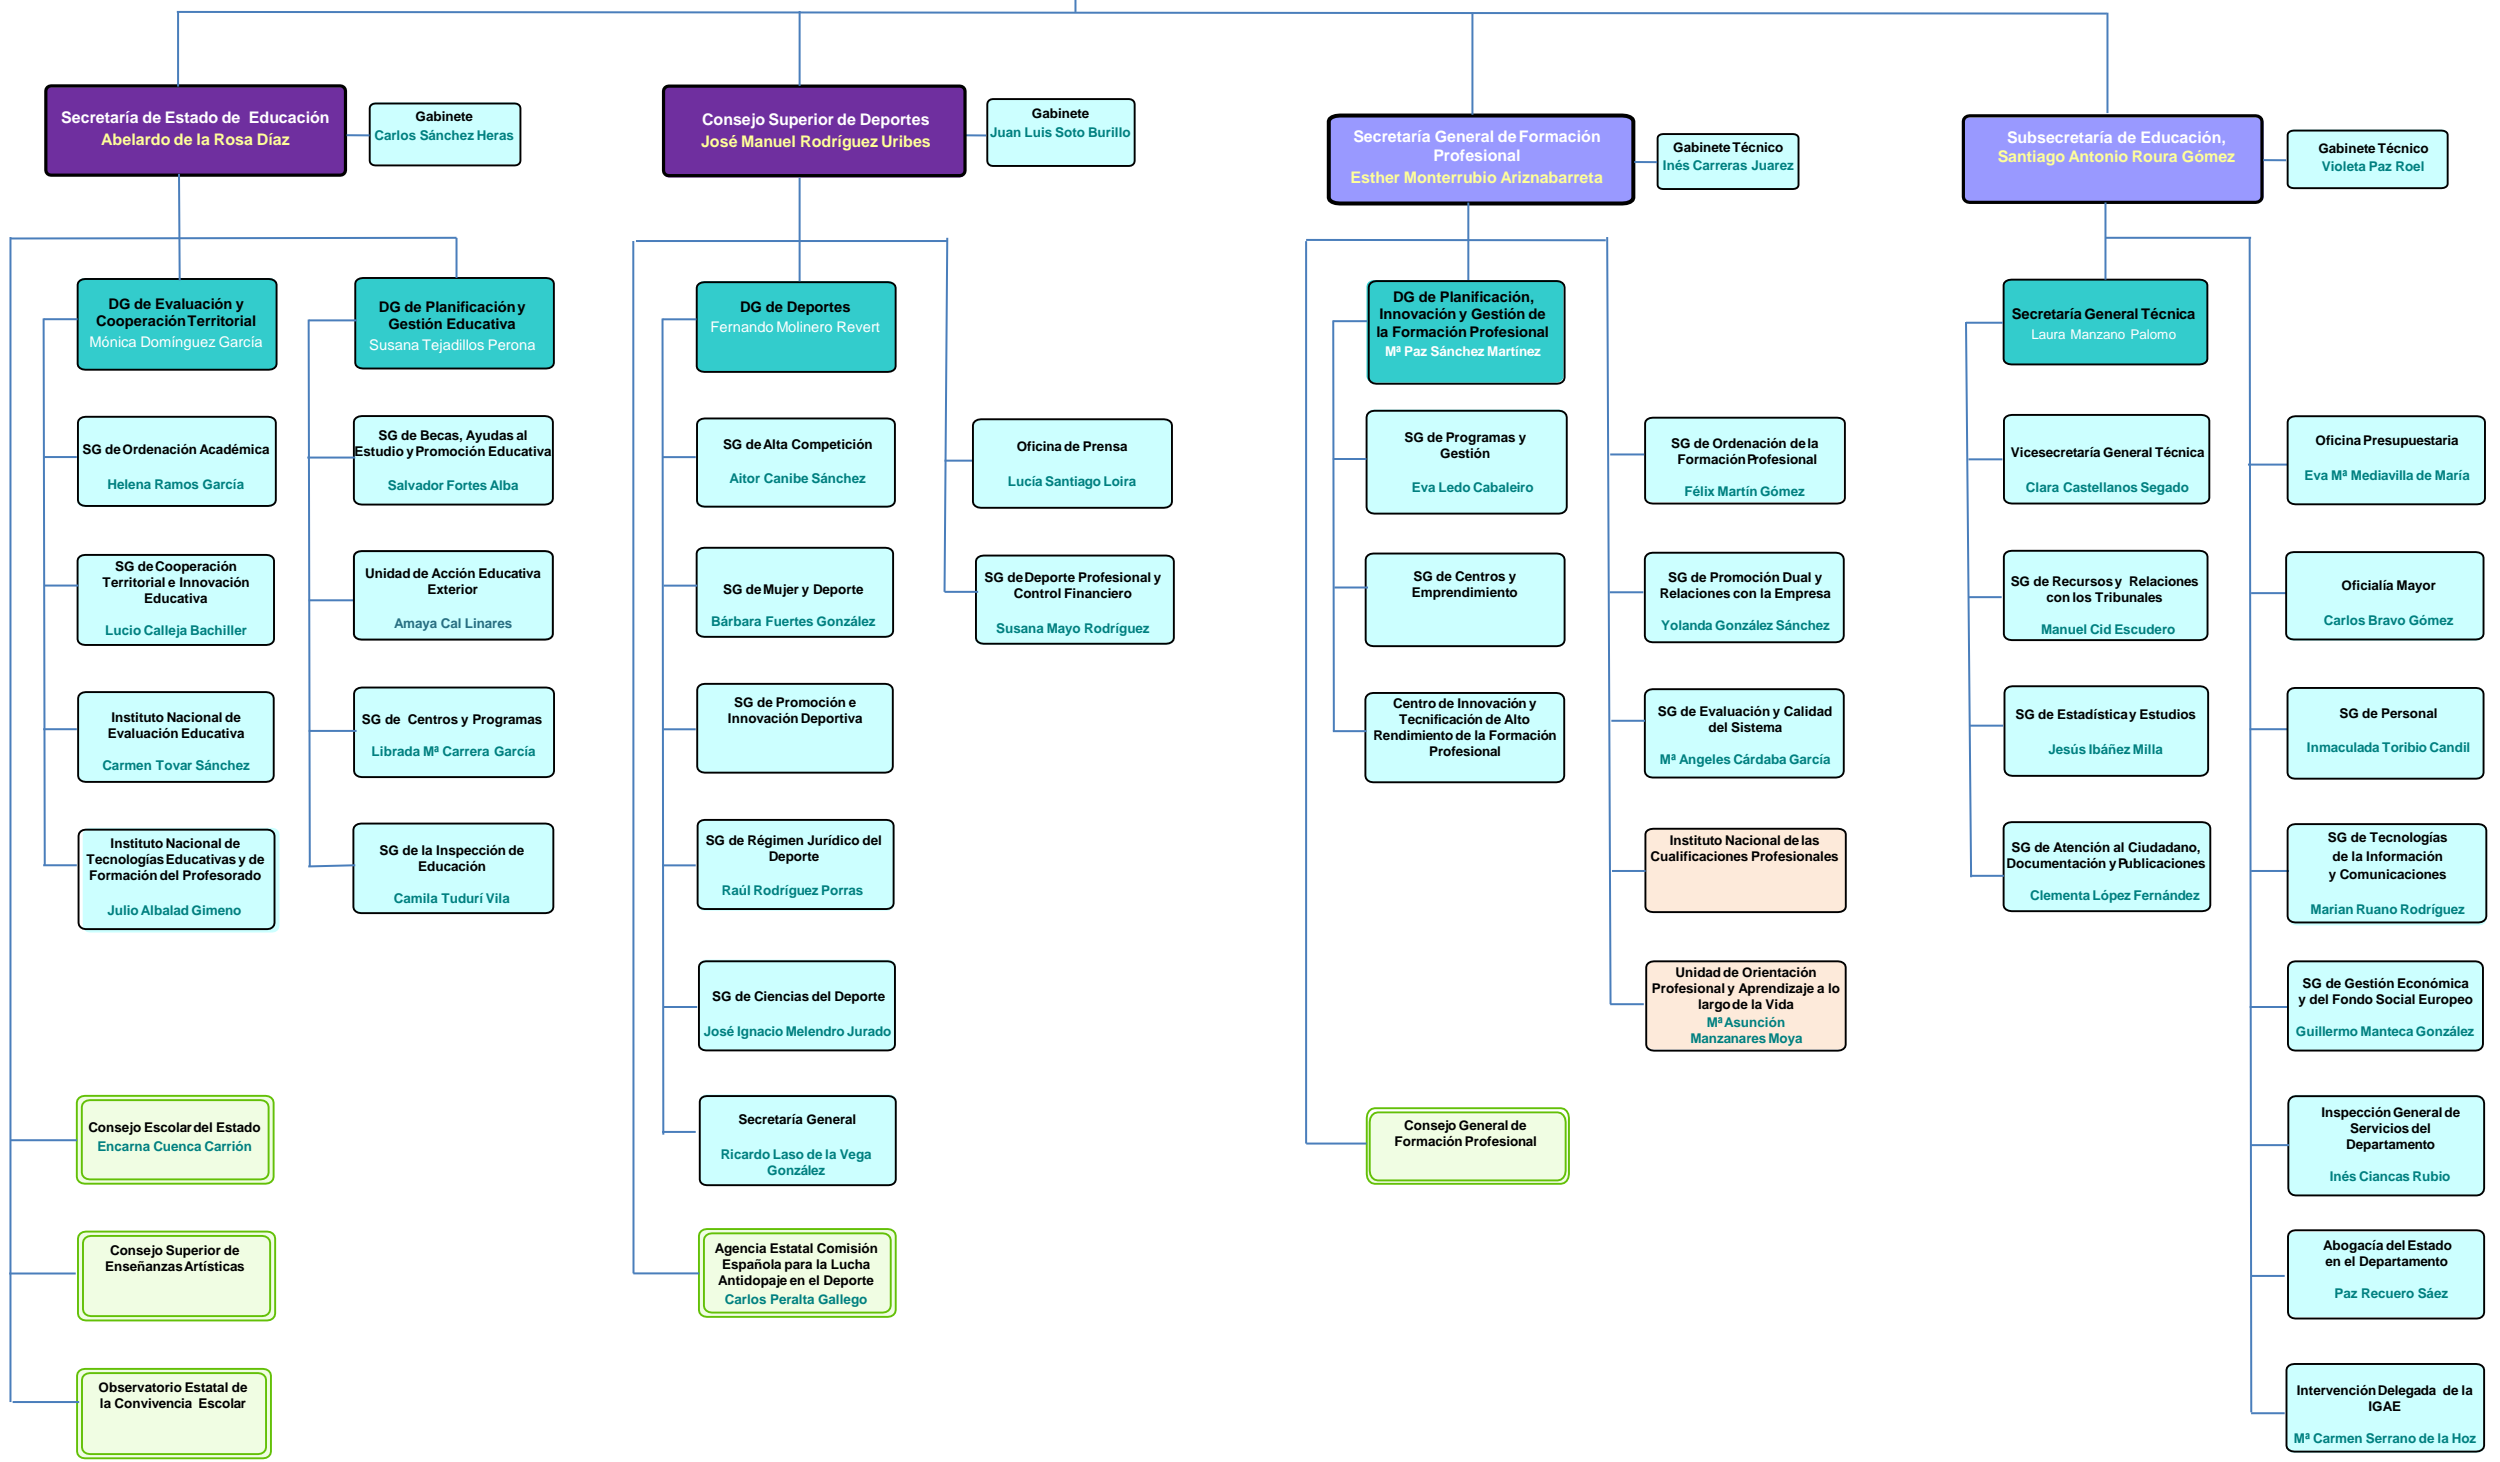 Secretaría de Estado de Educación
Abelardo de la Rosa Díaz
Gabinete
Carlos Sánchez Heras
Consejo Superior de Deportes
José Manuel Rodríguez Uribes
Gabinete
Juan Luis Soto Burillo
Secretaría General de Formación
Profesional
Esther Monterrubio Ariznabarreta
Gabinete Técnico
Inés Carreras Juarez
Subsecretaría de Educación,
Santiago Antonio Roura Gómez
Gabinete Técnico
Violeta Paz Roel
DG de Evaluación y
Cooperación Territorial
Mónica Domínguez García
SG de Ordenación Académica
Helena Ramos García
SG de Cooperación
Territorial e Innovación
Educativa
Lucio Calleja Bachiller
Instituto Nacional de
Evaluación Educativa
Carmen Tovar Sánchez
Instituto Nacional de
Tecnologías Educativas y de
Formación del Profesorado
Julio Albalad Gimeno
DG de Planificación y
Gestión Educativa
Susana Tejadillos Perona
SG de Becas, Ayudas al
Estudio y Promoción Educativa
Salvador Fortes Alba
Unidad de Acción Educativa
Exterior
Amaya Cal Linares
SG de Centros y Programas
Librada Mª Carrera García
SG de la Inspección de
Educación
Camila Tudurí Vila
Consejo Escolar del Estado
Encarna Cuenca Carrión
Consejo Superior de
Enseñanzas Artísticas
Observatorio Estatal de
la Convivencia Escolar
DG de Deportes
Fernando Molinero Revert
SG de Alta Competición
Aitor Canibe Sánchez
SG de Mujer y Deporte
Bárbara Fuertes González
SG de Promoción e
Innovación Deportiva
SG de Régimen Jurídico del
Deporte
Raúl Rodríguez Porras
SG de Ciencias del Deporte
José Ignacio Melendro Jurado
Secretaría General
Ricardo Laso de la Vega
González
Agencia Estatal Comisión
Española para la Lucha
Antidopaje en el Deporte
Carlos Peralta Gallego
Oficina de Prensa
Lucía Santiago Loira
SG de Deporte Profesional y
Control Financiero
Susana Mayo Rodríguez
DG de Planificación,
Innovación y Gestión de
la Formación Profesional
Mª Paz Sánchez Martínez
SG de Programas y
Gestión
Eva Ledo Cabaleiro
SG de Centros y
Emprendimiento
Centro de Innovación y
Tecnificación de Alto
Rendimiento de la Formación
Profesional
Consejo General de
Formación Profesional
SG de Ordenación de la
Formación Profesional
Félix Martín Gómez
SG de Promoción Dual y
Relaciones con la Empresa
Yolanda González Sánchez
SG de Evaluación y Calidad
del Sistema
Mª Angeles Cárdaba García
Instituto Nacional de las
Cualificaciones Profesionales
Unidad de Orientación
Profesional y Aprendizaje a lo
largo de la Vida
Mª Asunción
Manzanares Moya
Secretaría General Técnica
Laura Manzano Palomo
Vicesecretaría General Técnica
Clara Castellanos Segado
SG de Recursos y Relaciones
con los Tribunales
Manuel Cid Escudero
SG de Estadística y Estudios
Jesús Ibáñez Milla
SG de Atención al Ciudadano,
Documentación y Publicaciones
Clementa López Fernández
Oficina Presupuestaria
Eva Mª Mediavilla de María
Oficialía Mayor
Carlos Bravo Gómez
SG de Personal
Inmaculada Toribio Candil
SG de Tecnologías
de la Información
y Comunicaciones
Marian Ruano Rodríguez
SG de Gestión Económica
y del Fondo Social Europeo
Guillermo Manteca González
Inspección General de
Servicios del
Departamento
Inés Ciancas Rubio
Abogacía del Estado
en el Departamento
Paz Recuero Sáez
Intervención Delegada de la
IGAE
Mª Carmen Serrano de la Hoz